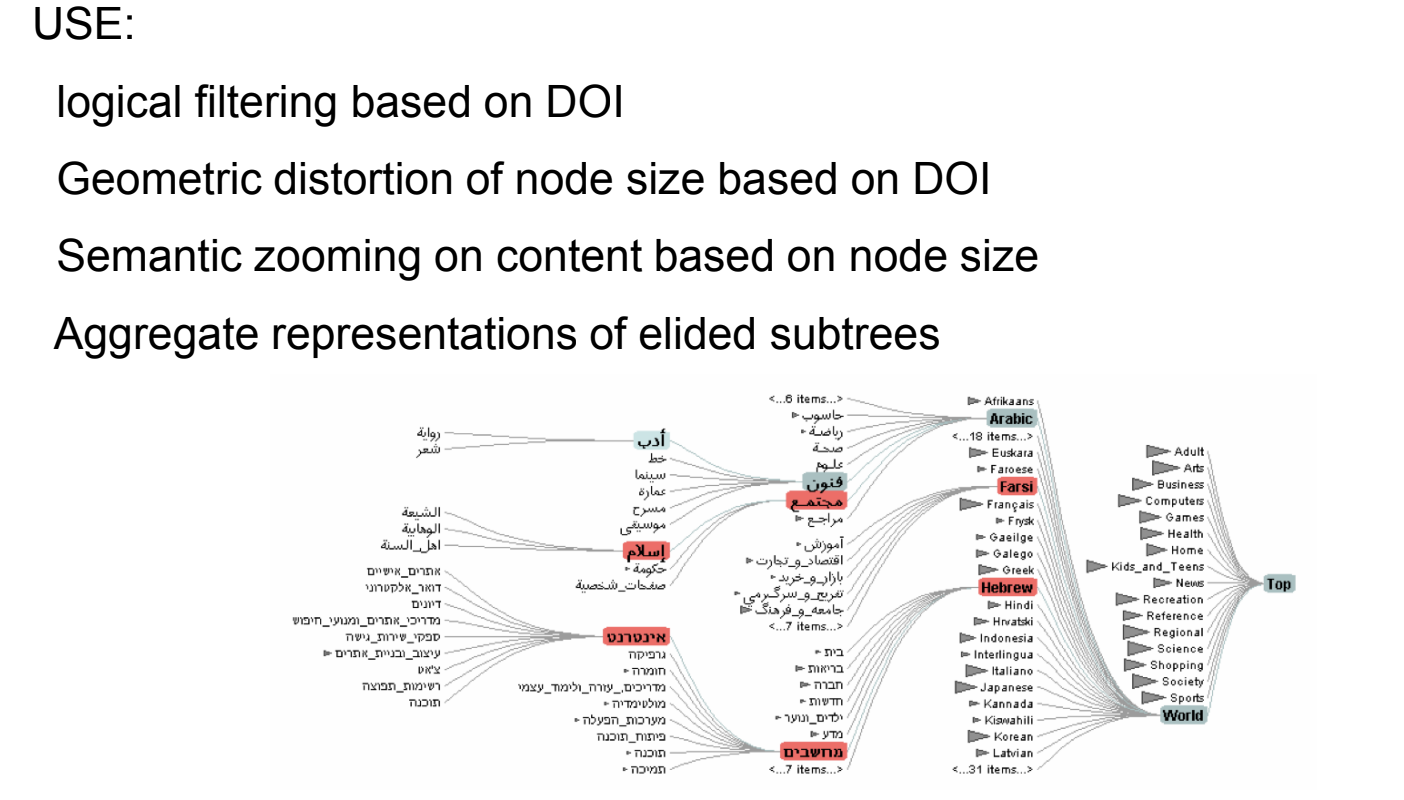 USE:
logical filtering based on DOI
Geometric distortion of node size based on DOI
Semantic zooming on content based on node size
Aggregate representations of elided subtrees
رواية
شعر
الشيعة
الوهابية
اهل_السنة
אתרים_אישיים
דואר_אלקטרוני
דיונים
מדריכי_אתרים_ומנועי_חיפוש
ספקי_שירות_גישה
עיצוב_ובניית_אתרים
צ'אט
רשימות_תפוצה
תוכנה
أدب
خط
سينما
عمارة
مسرح
موسيقى
إسلام
حكومة
صفحات_شخصية
אינטרנט
גרפיקה
חומרה
מדריכים,_עזרה_ולימוד_עצמי
מולטימדיה
מערכות_הפעלה
פיתוח_תוכנה
תוכנה
תמיכה
<...6 items...>
حاسوب
رياضة
صحة
علوم
فنون
مجتمع
مراجع
آموزش
اقتصاد_و_تجارت
بازار_و_خريد
تفريح_و_سرگرمي
جامعه_و_فرهنگ
<...7 items...>
בית
בריאות
חברה
חדשות
ילדים_ונוער
מדע
מחשבים
<...7 items...>
Afrikaans
Arabic
<...18 items...>
Euskara
Faroese
Farsi
Français
Frysk
Gaeilge
Galego
Greek
Hebrew
Hindi
Hrvatski
Indonesia
Interlingua
Italiano
Japanese
Kannada
Kiswahili
Korean
Latvian
<...31 items...>
Adult
Arts
Business
Computers
Games
Health
Home
Kids_and_Teens
News
Recreation
Reference
Regional
Science
Shopping
Society
Sports
World
Top